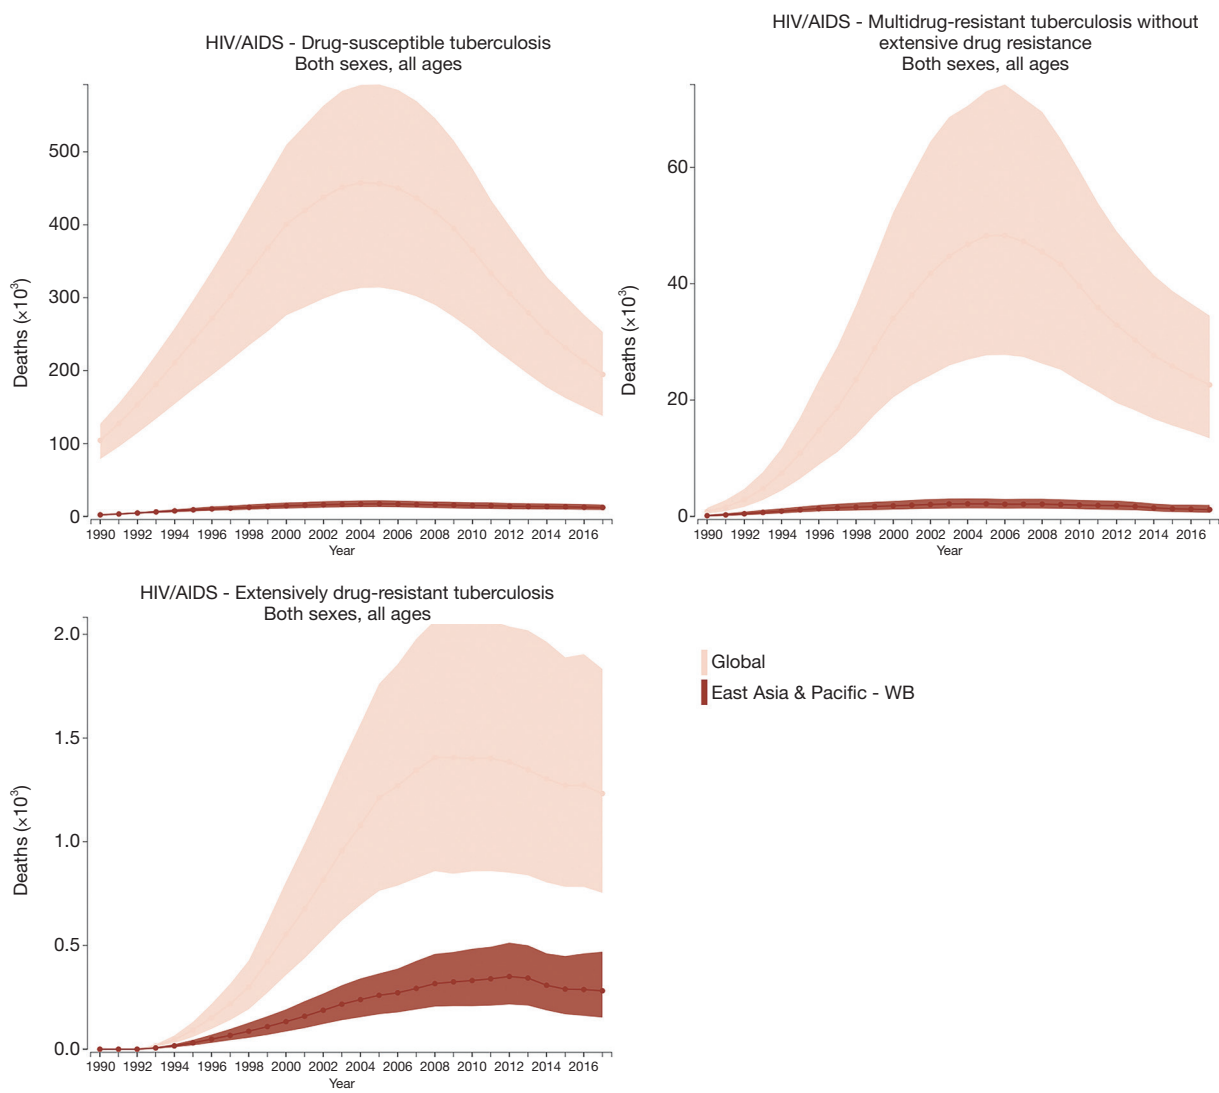 HIV/AIDS - Drug-susceptible tuberculosis
Both sexes, all ages
500
400
300
200
100
0
Deaths (×10³)
1990 1992 1994 1996 1998 2000 2002 2004 2006 2008 2010 2012 2014 2016
Year
HIV/AIDS - Multidrug-resistant tuberculosis without
extensive drug resistance
Both sexes, all ages
60
40
20
0
Deaths (×10³)
1990 1992 1994 1996 1998 2000 2002 2004 2006 2008 2010 2012 2014 2016
Year
HIV/AIDS - Extensively drug-resistant tuberculosis
Both sexes, all ages
2.0
1.5
1.0
0.5
0.0
Deaths (×10³)
1990 1992 1994 1996 1998 2000 2002 2004 2006 2008 2010 2012 2014 2016
Year
Global
East Asia & Pacific - WB